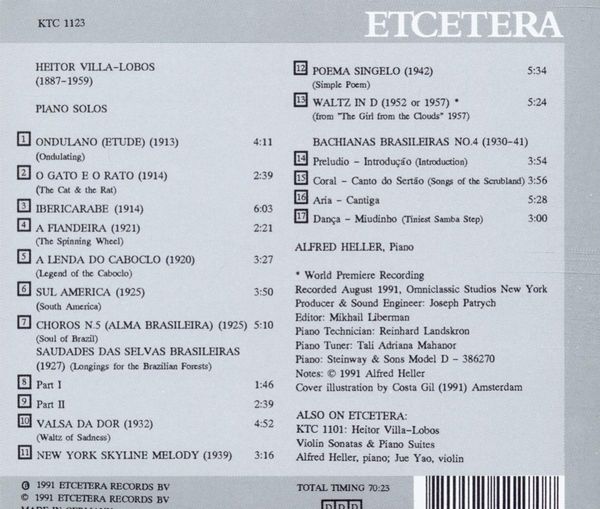 KTC 1123
ETCETERA
HEITOR VILLA-LOBOS
(1887-1959)
PIANO SOLOS
1 ONDULANO (ETUDE) (1913) 4:11
(Ondulating)
2 O GATO E O RATO (1914) 2:39
(The Cat & the Rat)
3 IBERICARABE (1914) 6:03
4 A FIANDEIRA (1921) 2:21
(The Spinning Wheel)
5 A LENDA DO CABOCLO (1920) 3:27
(Legend of the Caboclo)
6 SUL AMERICA (1925) 3:50
(South America)
7 CHOROS N.5 (ALMA BRASILEIRA) (1925) 5:10
(Soul of Brazil)
SAUDADES DAS SELVAS BRASILEIRAS
(1927) (Longings for the Brazilian Forests)
8 Part I 1:46
9 Part II 2:39
10 VALSA DA DOR (1932) 4:52
(Waltz of Sadness)
11 NEW YORK SKYLINE MELODY (1939) 3:16
12 POEMA SINGELO (1942) 5:34
(Simple Poem)
13 WALTZ IN D (1952 or 1957) * 5:24
(from "The Girl from the Clouds" 1957)
BACHIANAS BRASILEIRAS NO.4 (1930-41)
14 Preludio - Introdução (Introduction) 3:54
15 Coral - Canto do Sertão (Songs of the Scrubland) 3:56
16 Aria - Cantiga 5:28
17 Dança - Miudinho (Tiniest Samba Step) 3:00
ALFRED HELLER, Piano
* World Premiere Recording
Recorded August 1991, Omniclassic Studios New York
Producer & Sound Engineer: Joseph Patrych
Editor: Mikhail Liberman
Piano Technician: Reinhard Landskron
Piano Tuner: Tali Adriana Mahanor
Piano: Steinway & Sons Model D - 386270
Notes: © 1991 Alfred Heller
Cover illustration by Costa Gil (1991) Amsterdam
ALSO ON ETCETERA:
KTC 1101: Heitor Villa-Lobos
Violin Sonatas & Piano Suites
Alfred Heller, piano; Jue Yao, violin
℗ 1991 ETCETERA RECORDS BV
© 1991 ETCETERA RECORDS BV
MADE IN GERMANY
TOTAL TIMING 70:23
DDD